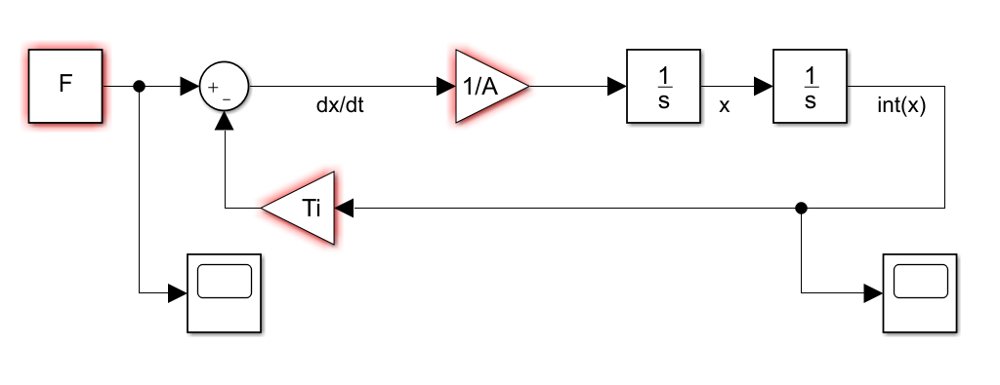 F
+
−
dx/dt
1/A
1
s
x
1
s
int(x)
Ti